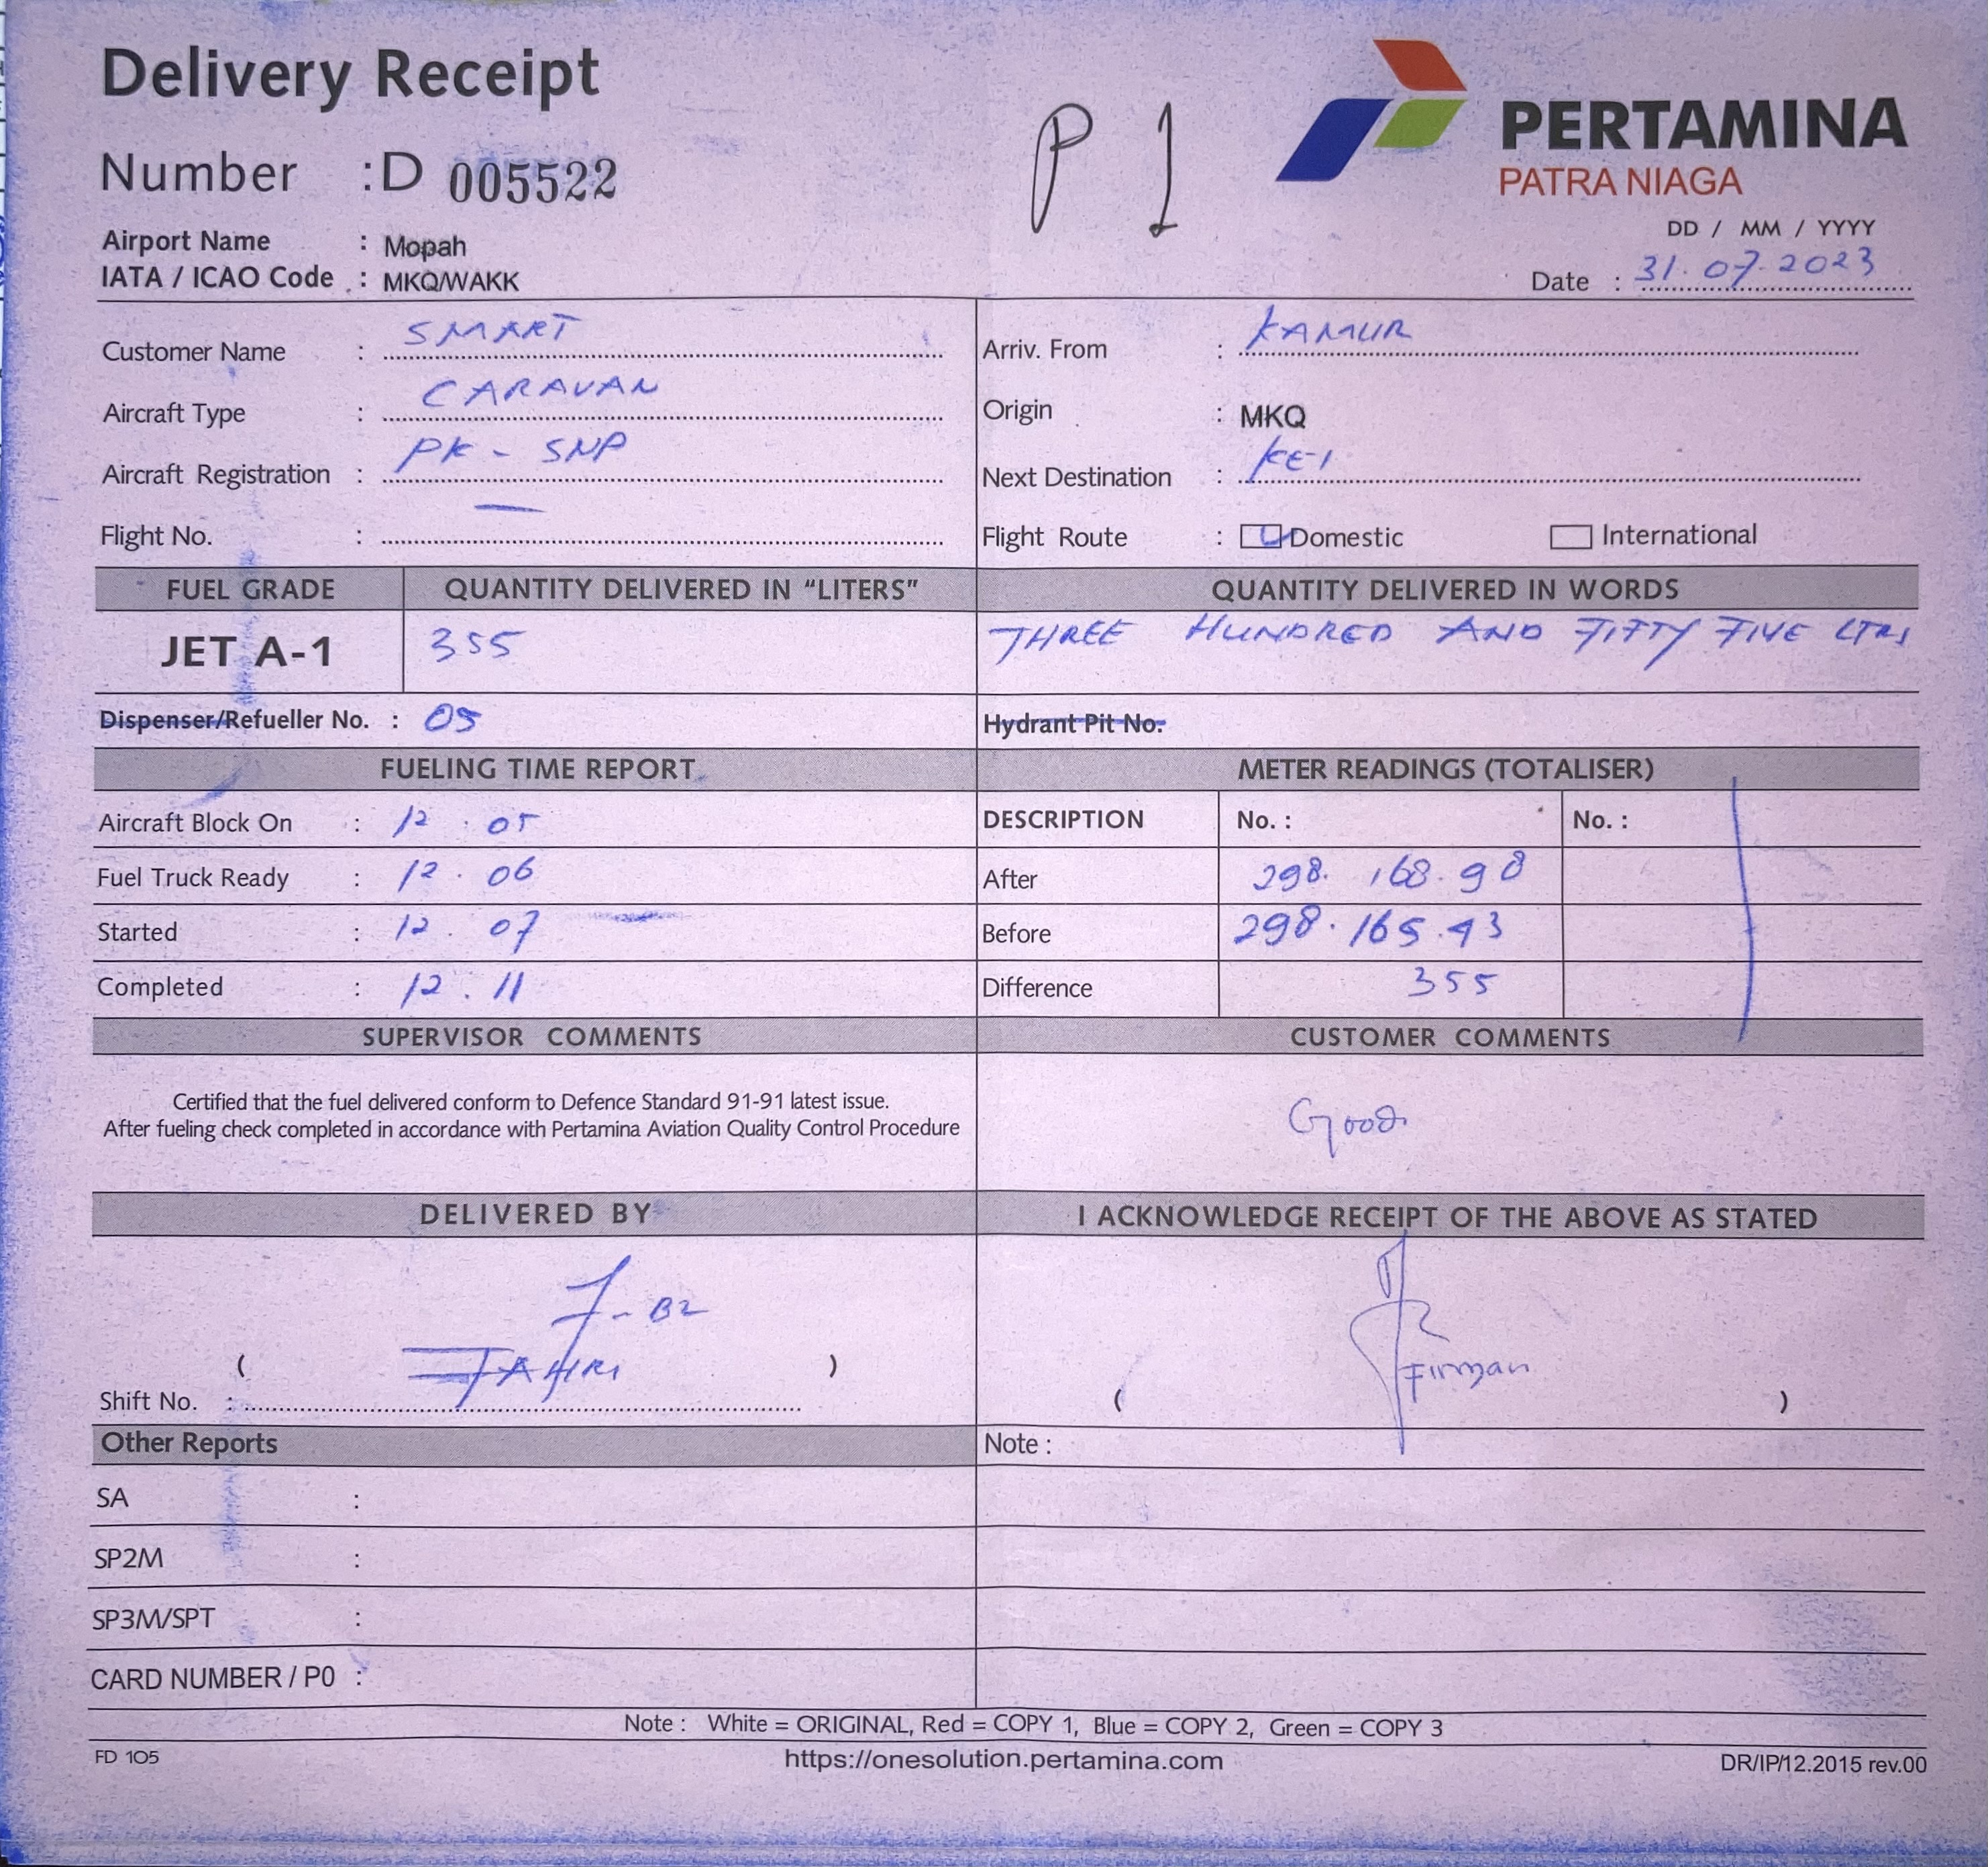 Delivery Receipt
P 1
PERTAMINA
PATRA NIAGA
Number : D 005522
DD / MM / YYYY
Airport Name : Mopah
IATA / ICAO Code : MKQ/WAKK
Date : 31.07.2023
Customer Name : SMART
Arriv. From : KAMUR
Aircraft Type : CARAVAN
Origin : MKQ
Aircraft Registration : PK - SNP
Next Destination : KEI
Flight No. : —
Flight Route : Domestic International
FUEL GRADE QUANTITY DELIVERED IN “LITERS” QUANTITY DELIVERED IN WORDS
JET A-1 355 THREE HUNDRED AND FIFTY FIVE LTRS
Dispenser/Refueller No. : 05 Hydrant Pit No.
FUELING TIME REPORT METER READINGS (TOTALISER)
Aircraft Block On : 12.05 DESCRIPTION No. : No. :
Fuel Truck Ready : 12.06 After 298.168.98
Started : 12.07 Before 298.165.43
Completed : 12.11 Difference 355
SUPERVISOR COMMENTS CUSTOMER COMMENTS
Certified that the fuel delivered conform to Defence Standard 91-91 latest issue.
After fueling check completed in accordance with Pertamina Aviation Quality Control Procedure
Good
DELIVERED BY I ACKNOWLEDGE RECEIPT OF THE ABOVE AS STATED
( )
Shift No. :
( Firman )
Other Reports Note :
SA :
SP2M :
SP3M/SPT :
CARD NUMBER / P0 :
Note : White = ORIGINAL, Red = COPY 1, Blue = COPY 2, Green = COPY 3
FD 105 https://onesolution.pertamina.com DR/IP/12.2015 rev.00